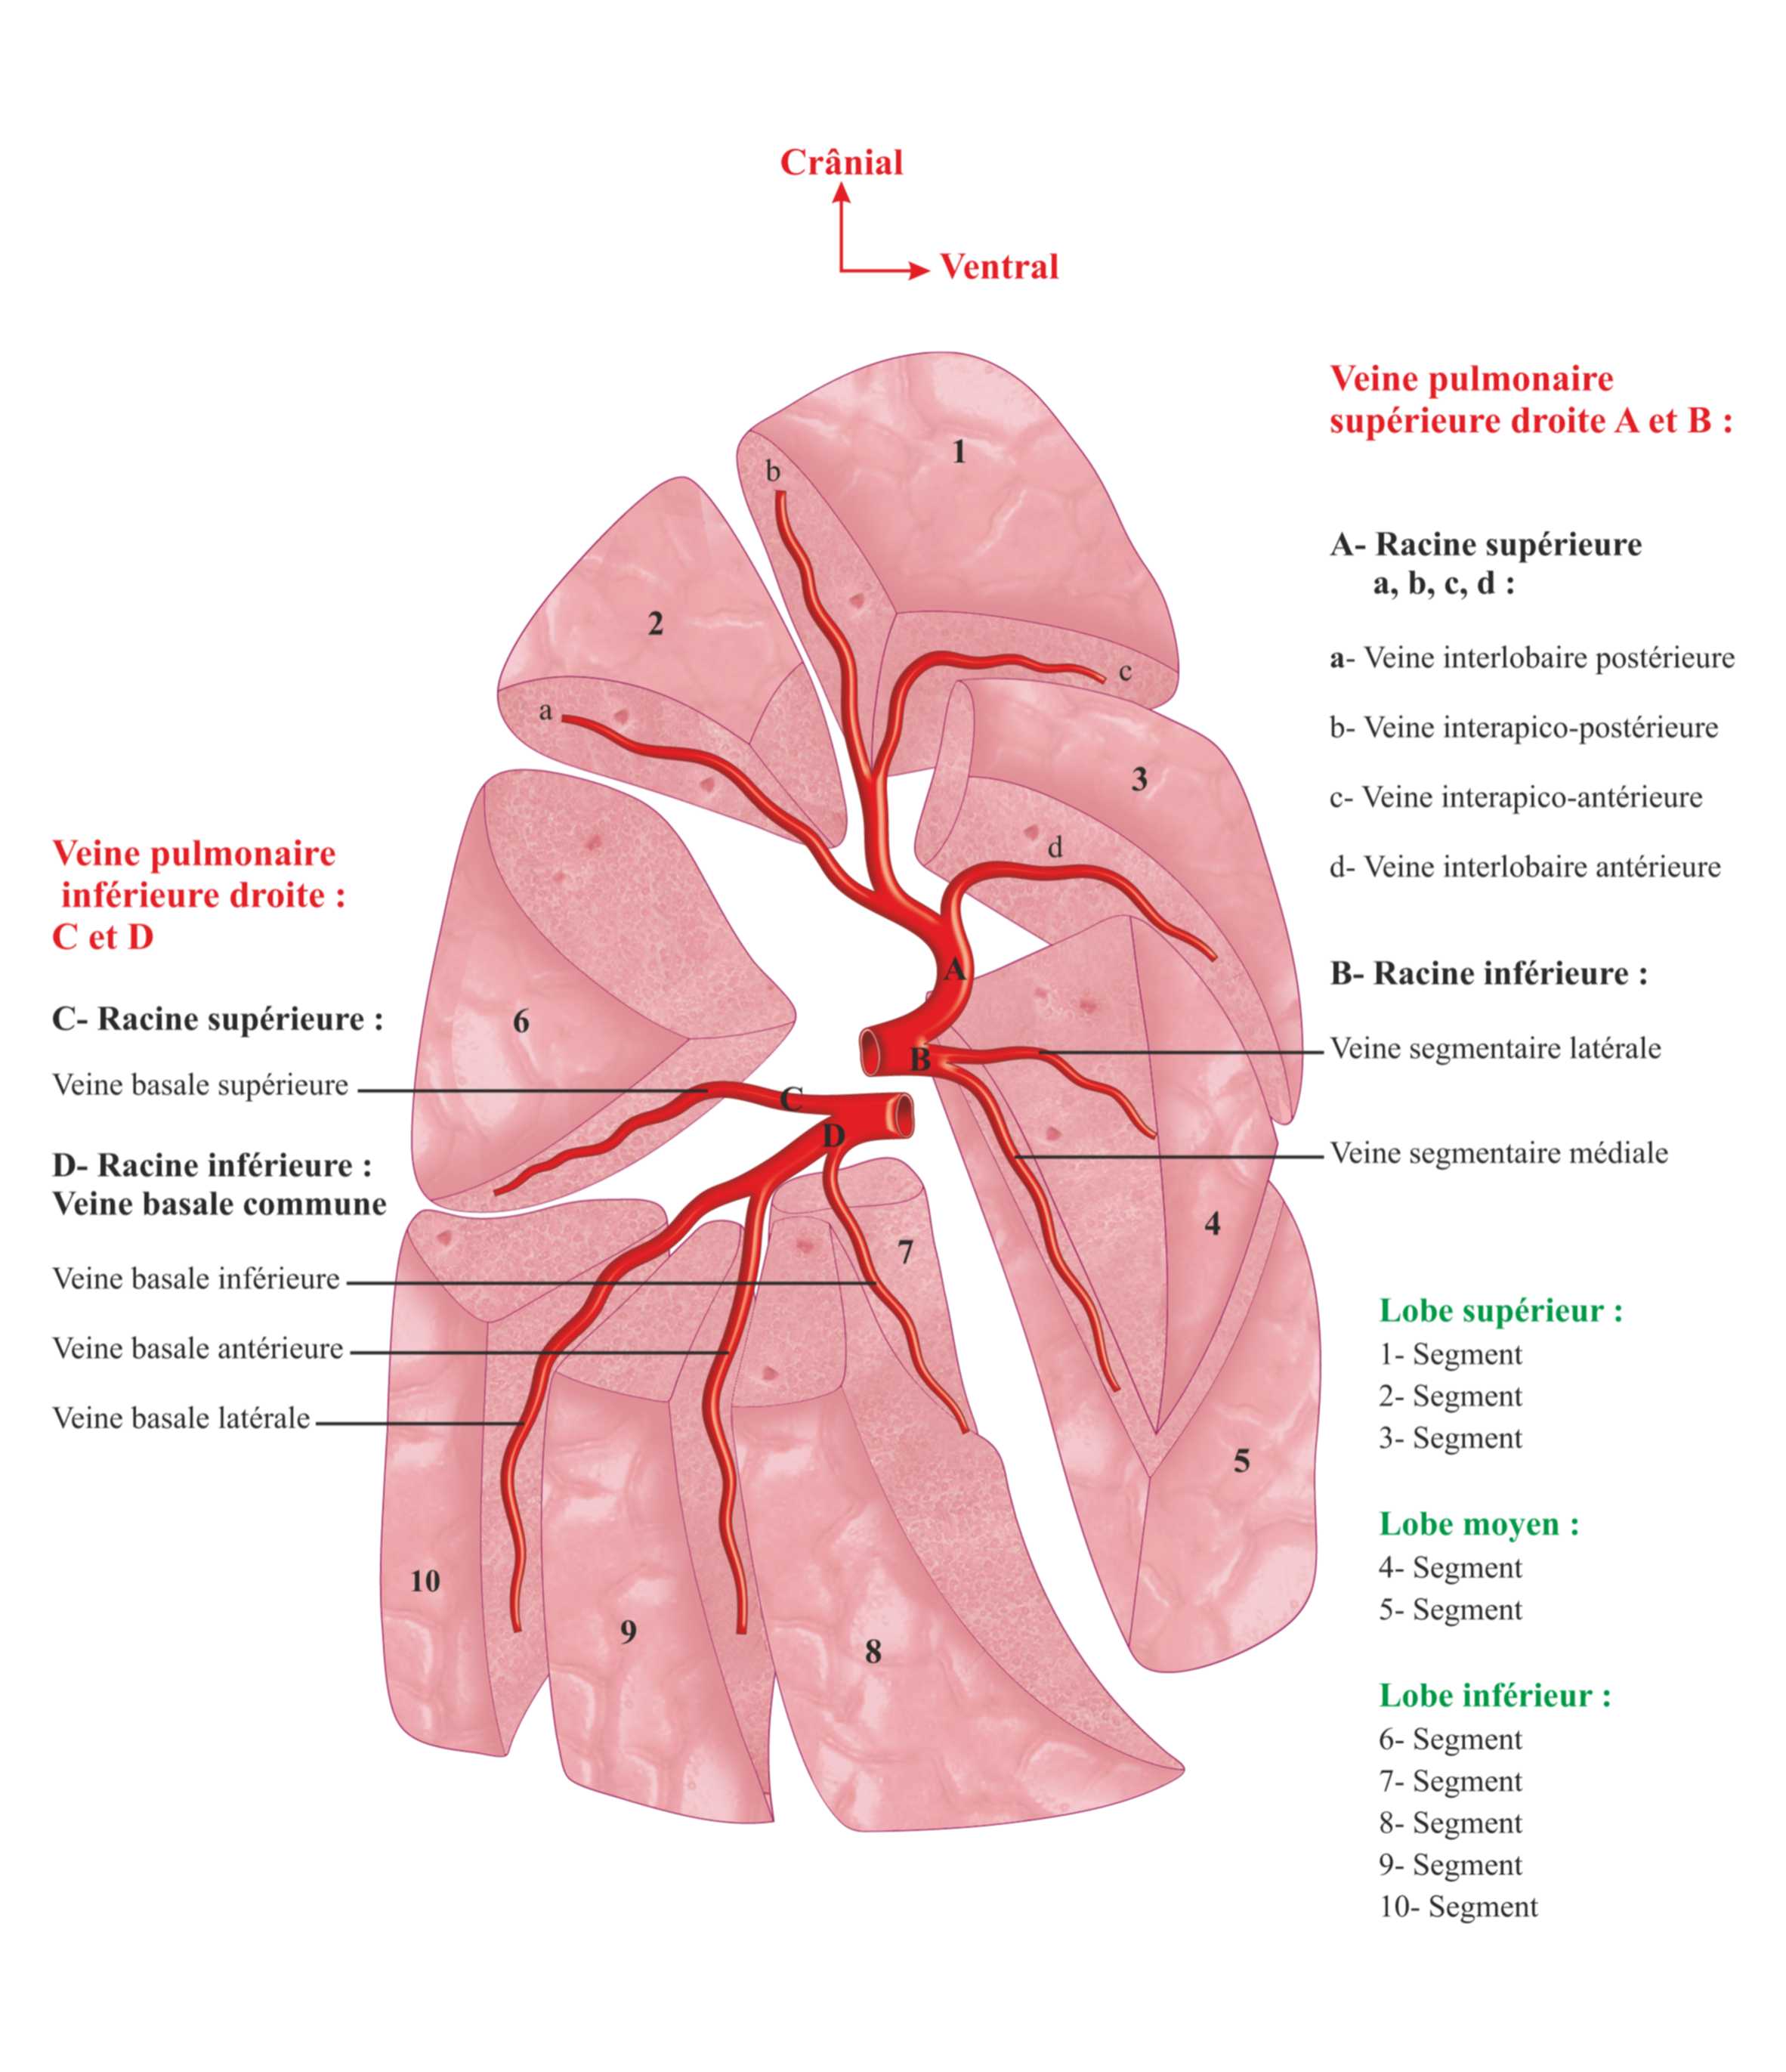 Crânial
Ventral
Veine pulmonaire
supérieure droite A et B :
A- Racine supérieure
a, b, c, d :
a- Veine interlobaire postérieure
b- Veine interapico-postérieure
c- Veine interapico-antérieure
d- Veine interlobaire antérieure
B- Racine inférieure :
Veine segmentaire latérale
Veine segmentaire médiale
Veine pulmonaire
inférieure droite :
C et D
C- Racine supérieure :
Veine basale supérieure
D- Racine inférieure :
Veine basale commune
Veine basale inférieure
Veine basale antérieure
Veine basale latérale
1
b
2
c
a
3
d
A
6
B
C
D
4
7
5
10
9
8
Lobe supérieur :
1- Segment
2- Segment
3- Segment
Lobe moyen :
4- Segment
5- Segment
Lobe inférieur :
6- Segment
7- Segment
8- Segment
9- Segment
10- Segment